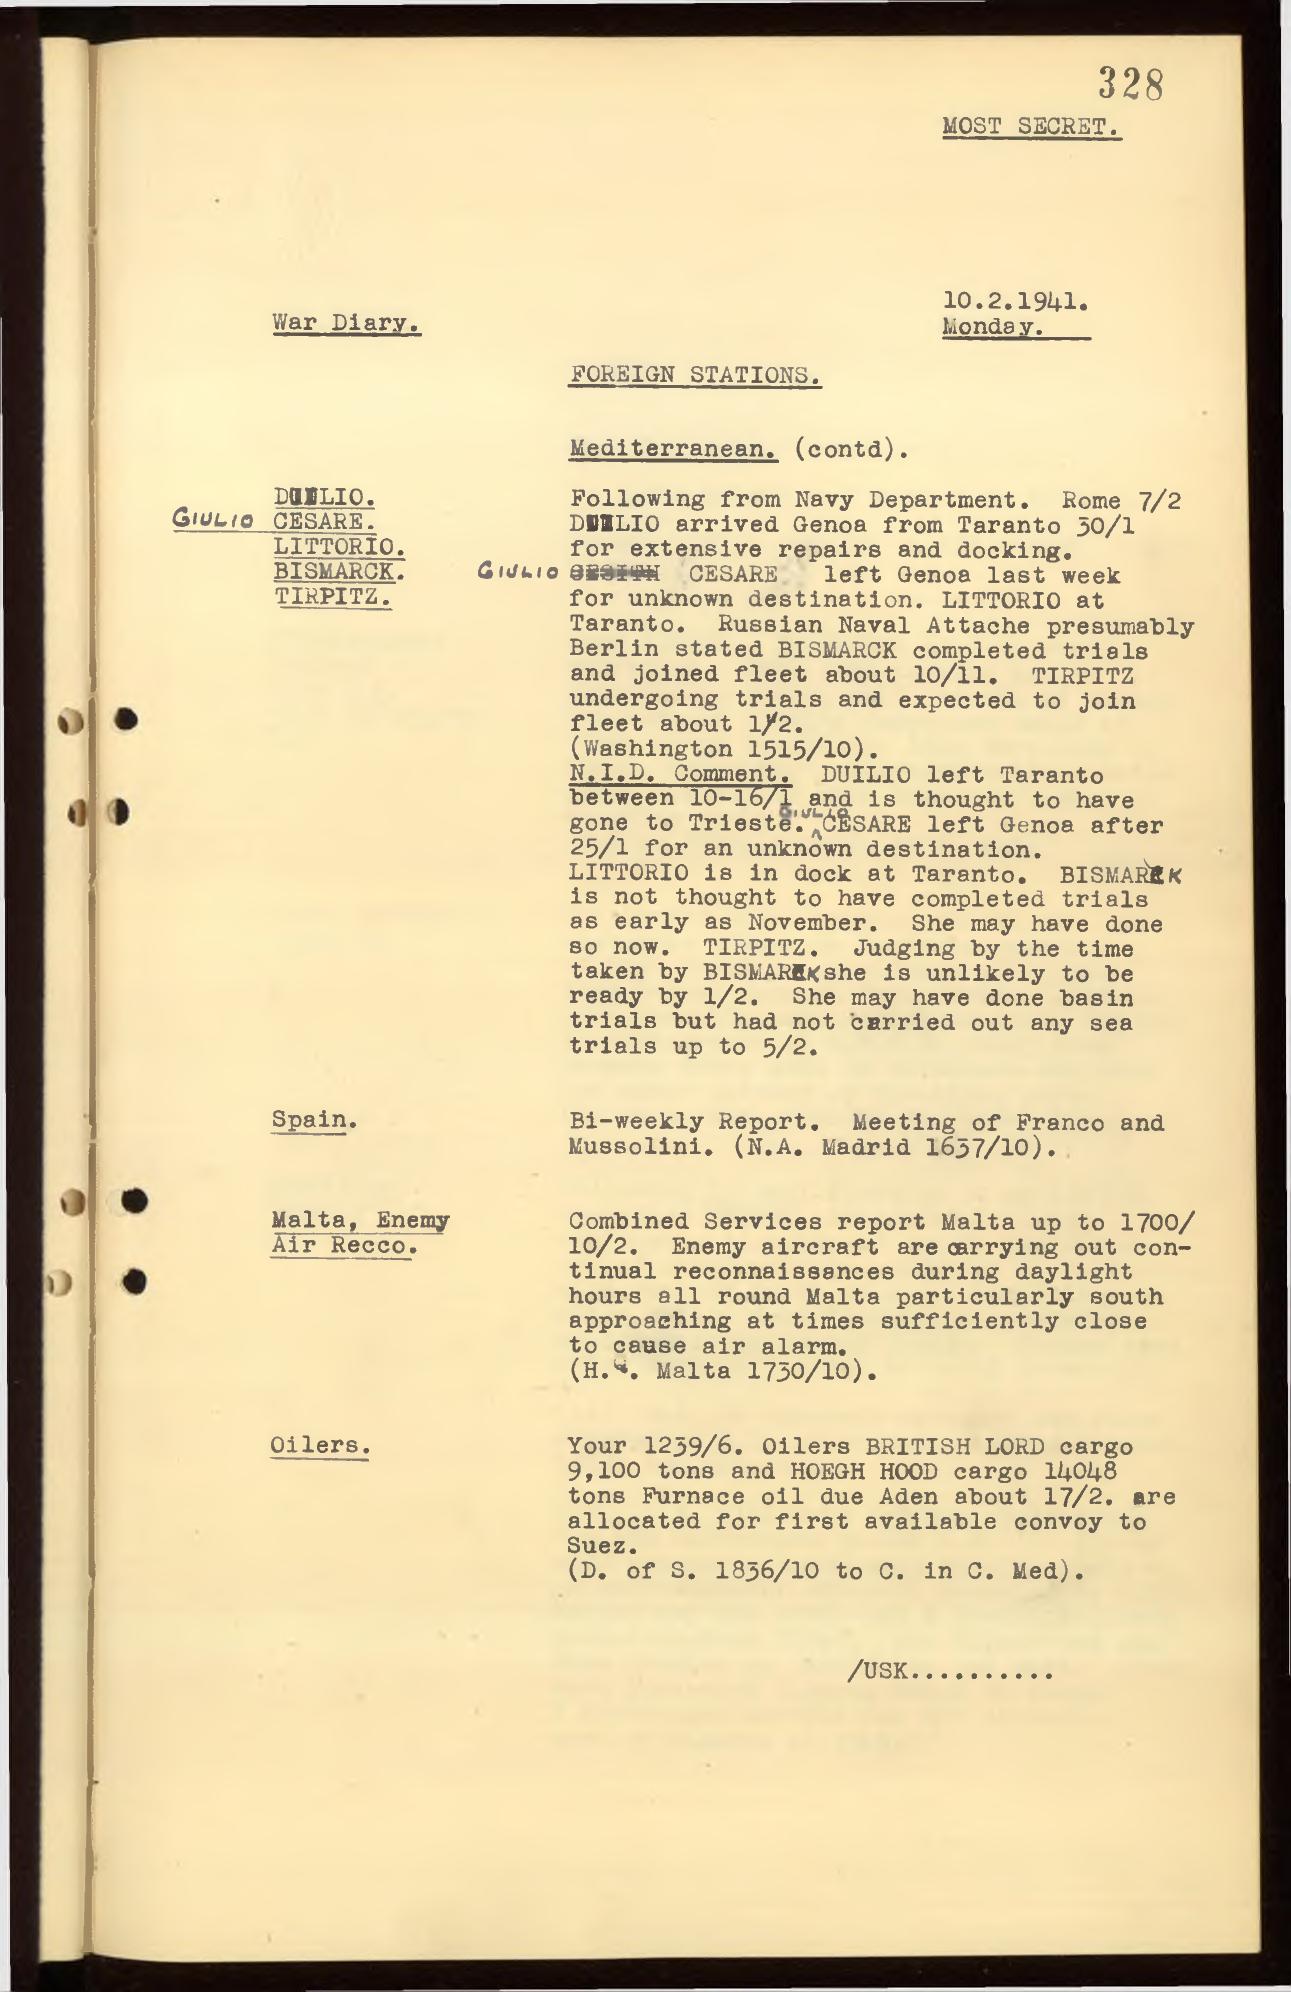 328
MOST SECRET.
10.2.1941.
War Diary.
Monday.
FOREIGN STATIONS.
Mediterranean. (contd).
DUILIO.
GIULIO CESARE.
LITTORIO.
BISMARCK.
TIRPITZ.
Following from Navy Department. Rome 7/2
DUILIO arrived Genoa from Taranto 30/1
for extensive repairs and docking.
GIULIO CESARE left Genoa last week
for unknown destination. LITTORIO at
Taranto. Russian Naval Attache presumably
Berlin stated BISMARCK completed trials
and joined fleet about 10/11. TIRPITZ
undergoing trials and expected to join
fleet about 1/2.
(Washington 1515/10).
N.I.D. Comment. DUILIO left Taranto
between 10-16/1 and is thought to have
gone to Trieste. GIULIO CESARE left Genoa after
25/1 for an unknown destination.
LITTORIO is in dock at Taranto. BISMARCK
is not thought to have completed trials
as early as November. She may have done
so now. TIRPITZ. Judging by the time
taken by BISMARCK she is unlikely to be
ready by 1/2. She may have done basin
trials but had not carried out any sea
trials up to 5/2.
Spain.
Bi-weekly Report. Meeting of Franco and
Mussolini. (N.A. Madrid 1637/10).
Malta, Enemy
Air Recco.
Combined Services report Malta up to 1700/
10/2. Enemy aircraft are carrying out con-
tinual reconnaissances during daylight
hours all round Malta particularly south
approaching at times sufficiently close
to cause air alarm.
(H.Q. Malta 1730/10).
Oilers.
Your 1239/6. Oilers BRITISH LORD cargo
9,100 tons and HOEGH HOOD cargo 14048
tons Furnace oil due Aden about 17/2. are
allocated for first available convoy to
Suez.
(D. of S. 1836/10 to C. in C. Med).
/USK..........